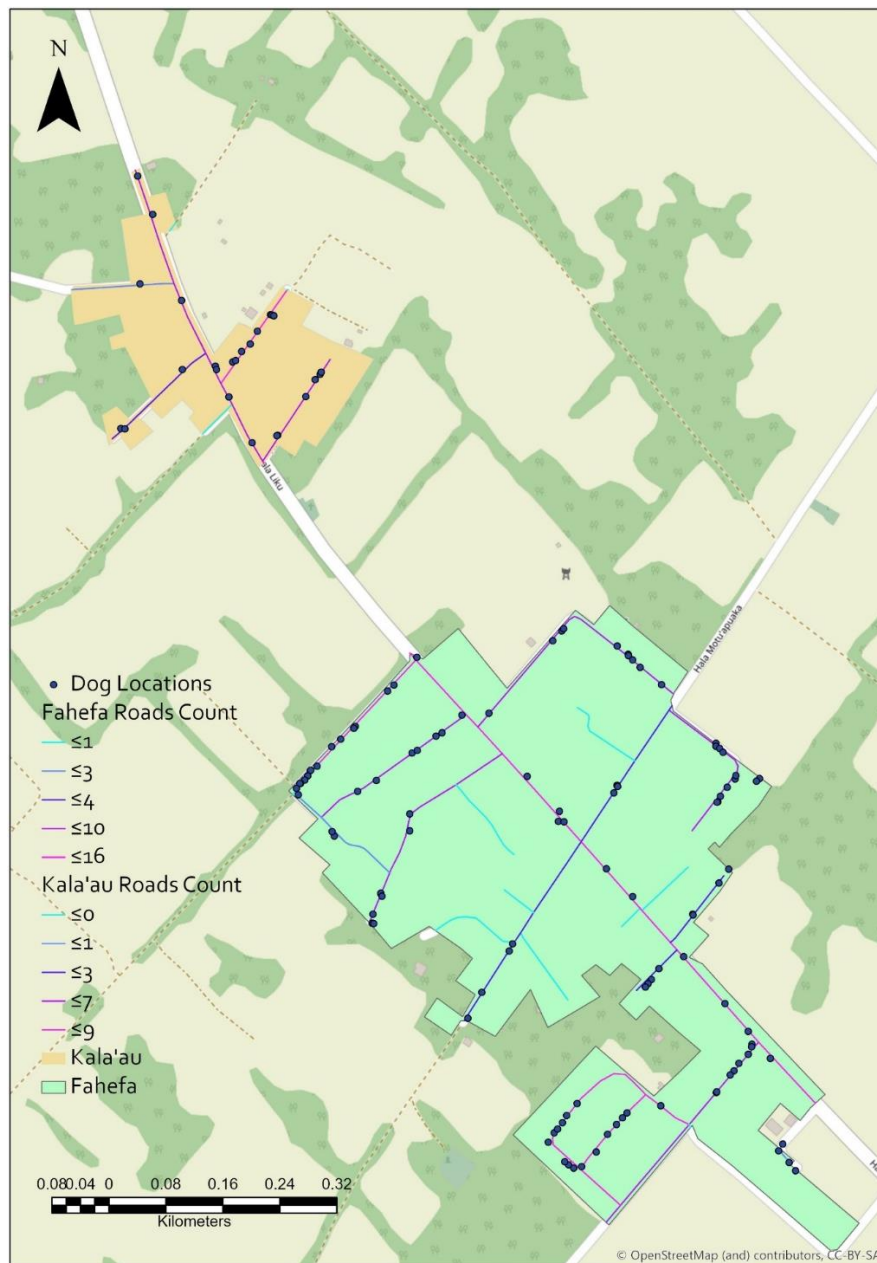 N
ala Liku
Hala Motu'apuaka
Dog Locations
Fahefa Roads Count
≤1
≤3
≤4
≤10
≤16
Kala'au Roads Count
≤0
≤1
≤3
≤7
≤9
Kala'au
Fahefa
0.08 0.04 0 0.08 0.16 0.24 0.32
Kilometers
© OpenStreetMap (and) contributors, CC-BY-SA